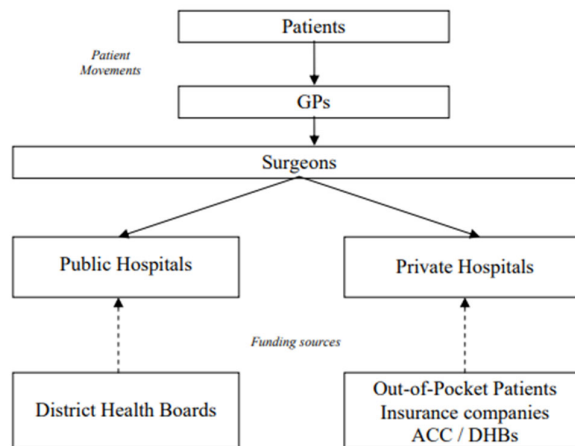 Patients
Patient
Movements
GPs
Surgeons
Public Hospitals
Private Hospitals
Funding sources
District Health Boards
Out-of-Pocket Patients
Insurance companies
ACC / DHBs